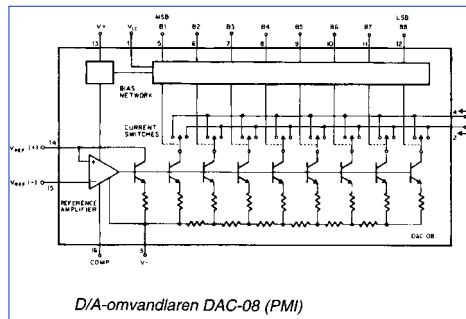 MSB LSB
V+ VLC B1 B2 B3 B4 B5 B6 B7 B8
13 1 5 6 7 8 9 10 11 12
BIAS
NETWORK
CURRENT
SWITCHES
4
2
VREF (+) 14
VREF (-) 15
REFERENCE
AMPLIFIER
DAC-08
16 3
COMP V-
D/A-omvandlaren DAC-08 (PMI)